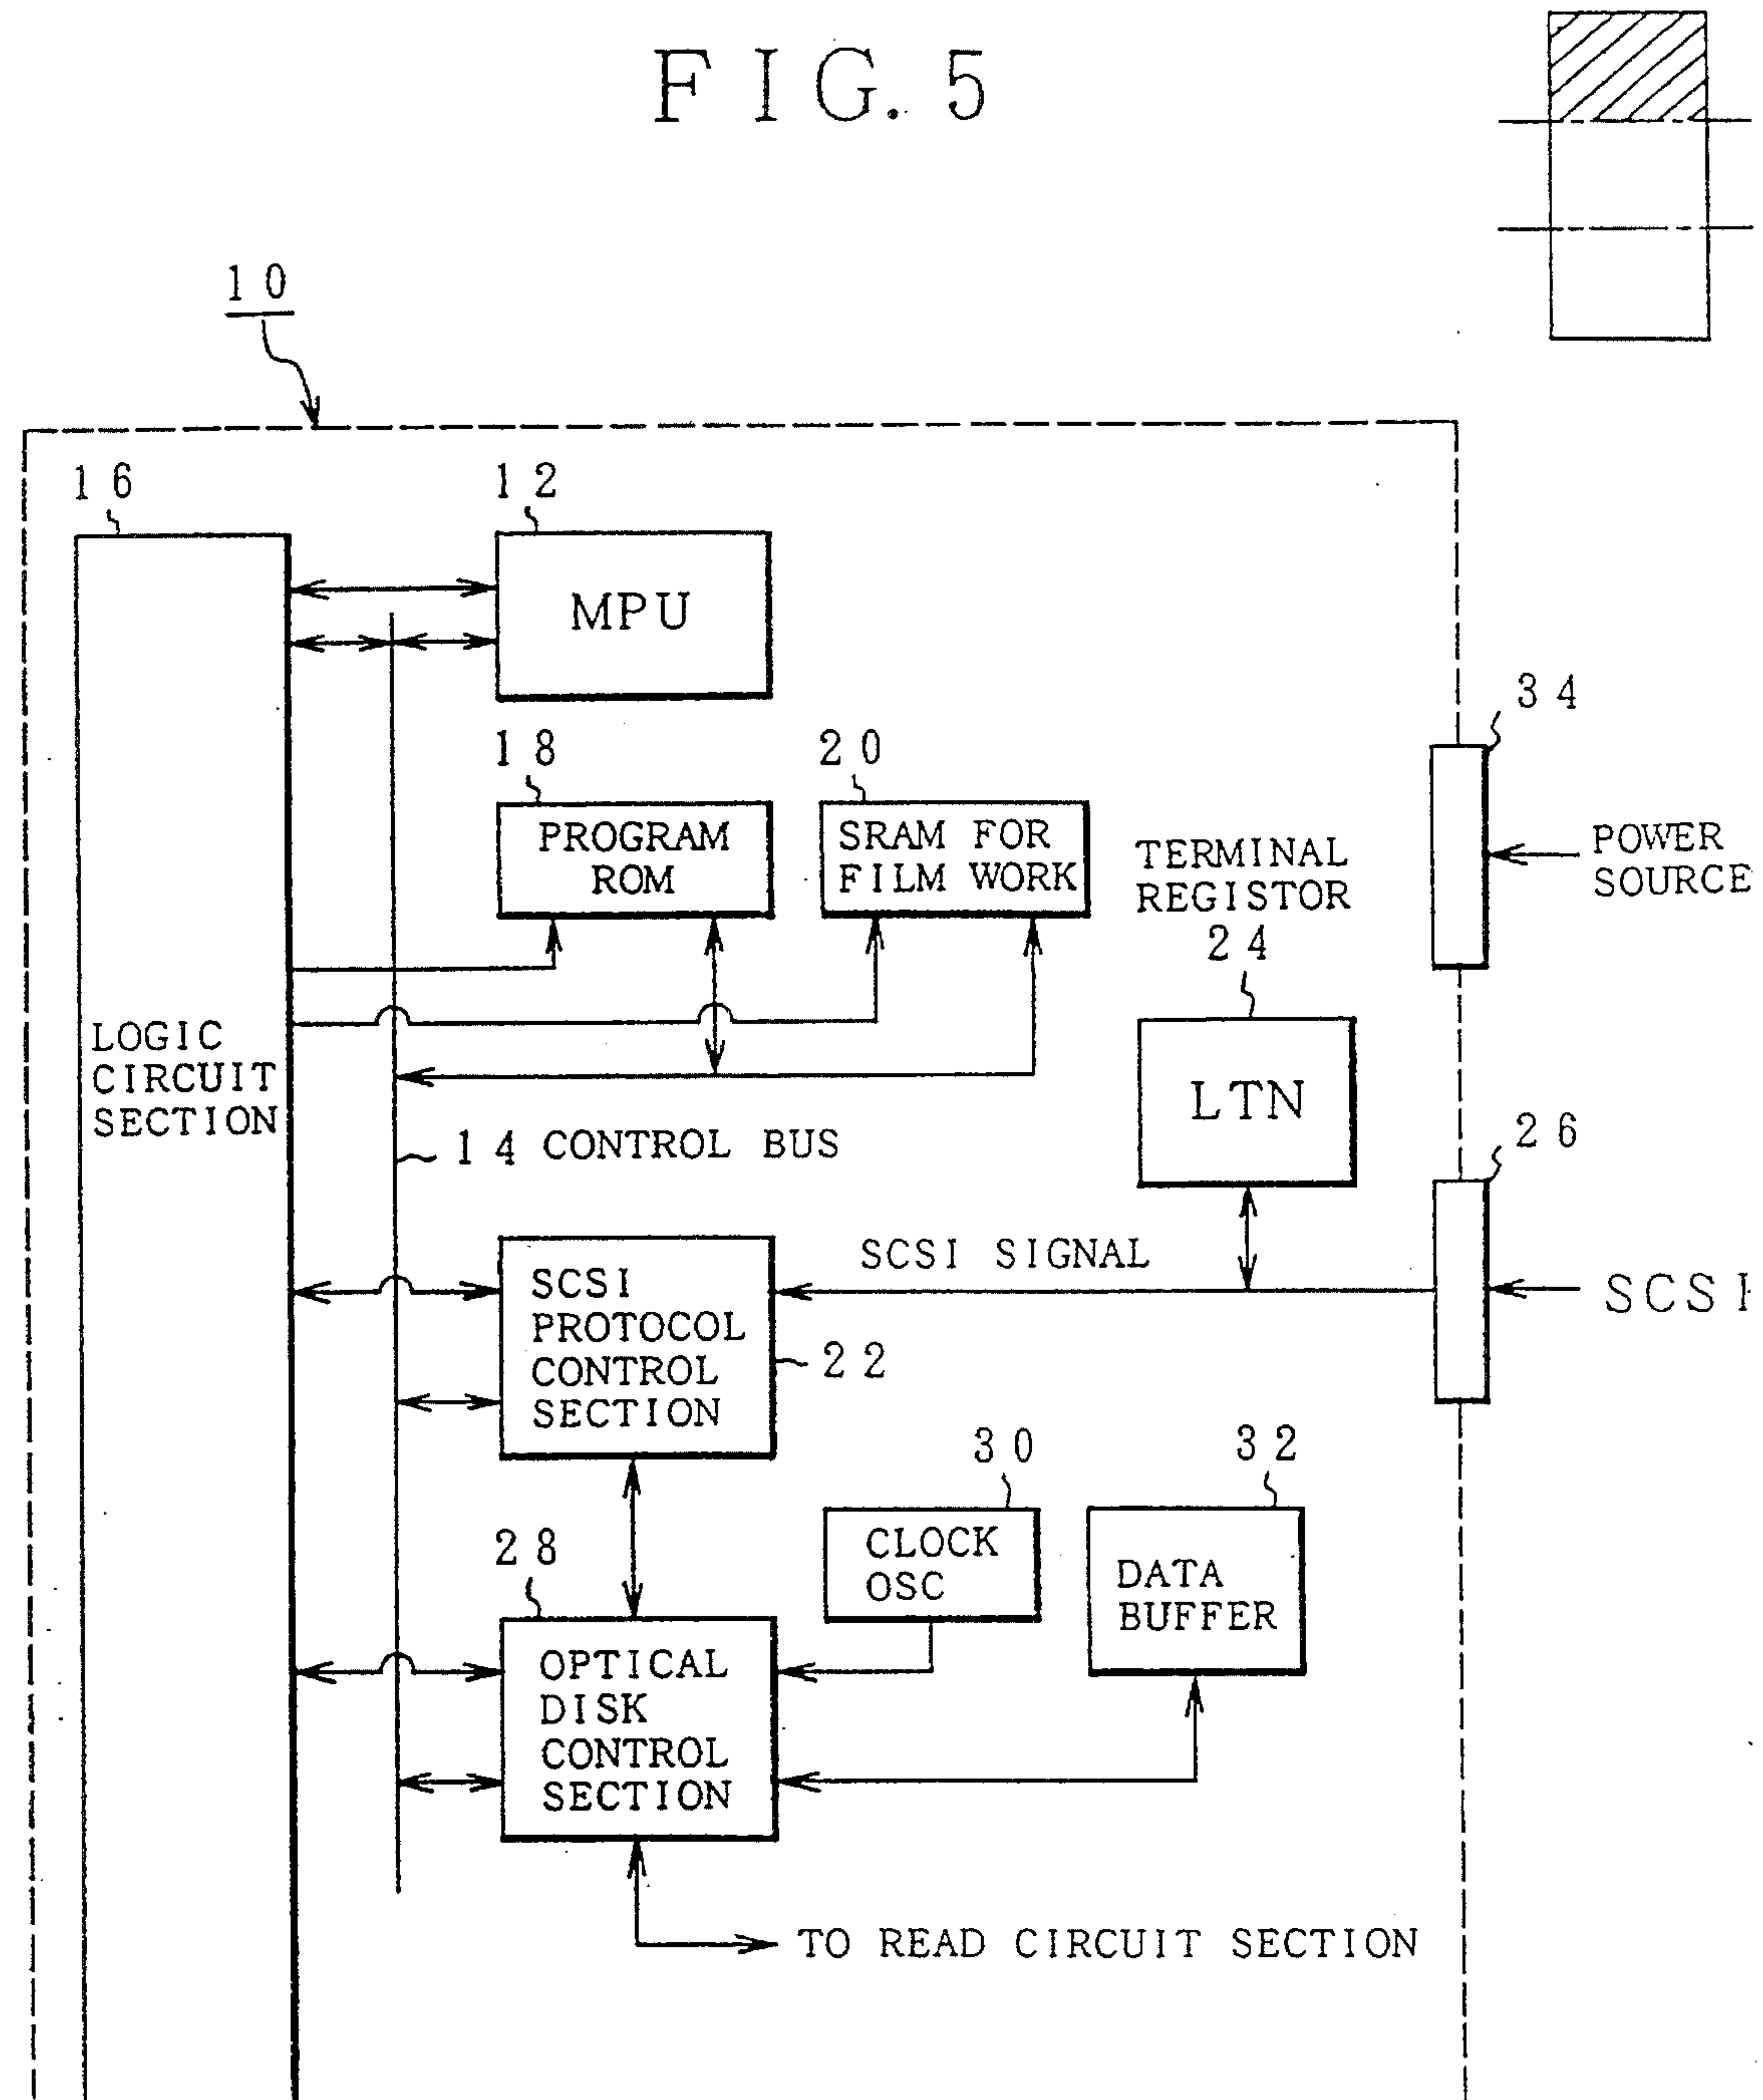 FIG. 5
10
16
12
MPU
34
18
20
PROGRAM
ROM
SRAM FOR
FILM WORK
TERMINAL
REGISTOR
24
POWER
SOURCE
LOGIC
CIRCUIT
SECTION
LTN
26
14 CONTROL BUS
SCSI SIGNAL
SCSI
SCSI
PROTOCOL
CONTROL
SECTION
22
30
32
28
CLOCK
OSC
DATA
BUFFER
OPTICAL
DISK
CONTROL
SECTION
TO READ CIRCUIT SECTION